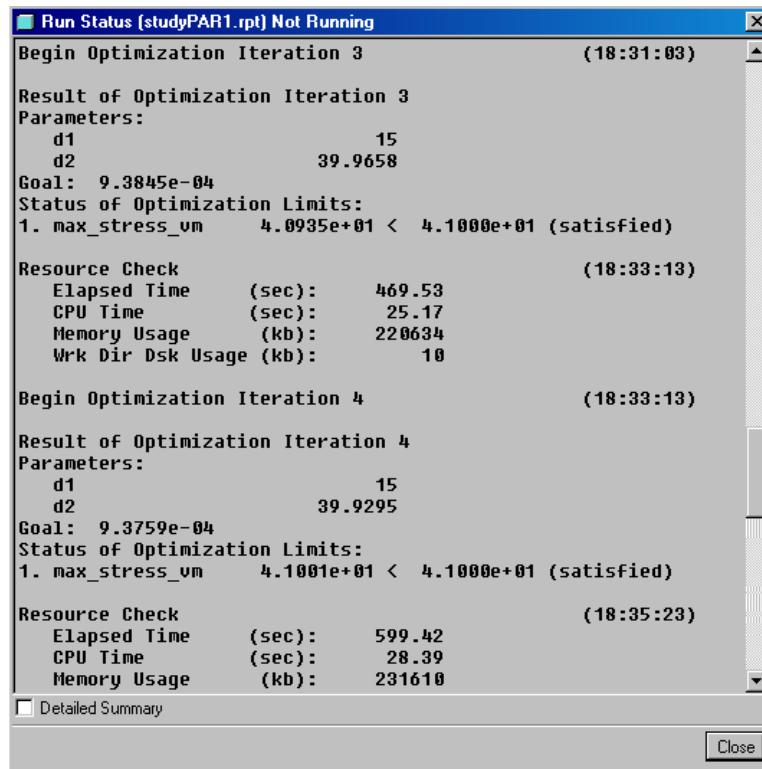 Run Status (studyPAR1.rpt) Not Running
Begin Optimization Iteration 3 (18:31:03)
Result of Optimization Iteration 3
Parameters:
d1 15
d2 39.9658
Goal: 9.3845e-04
Status of Optimization Limits:
1. max_stress_vm 4.0935e+01 < 4.1000e+01 (satisfied)
Resource Check (18:33:13)
Elapsed Time (sec): 469.53
CPU Time (sec): 25.17
Memory Usage (kb): 220634
Wrk Dir Dsk Usage (kb): 10
Begin Optimization Iteration 4 (18:33:13)
Result of Optimization Iteration 4
Parameters:
d1 15
d2 39.9295
Goal: 9.3759e-04
Status of Optimization Limits:
1. max_stress_vm 4.1001e+01 < 4.1000e+01 (satisfied)
Resource Check (18:35:23)
Elapsed Time (sec): 599.42
CPU Time (sec): 28.39
Memory Usage (kb): 231610
Detailed Summary
Close